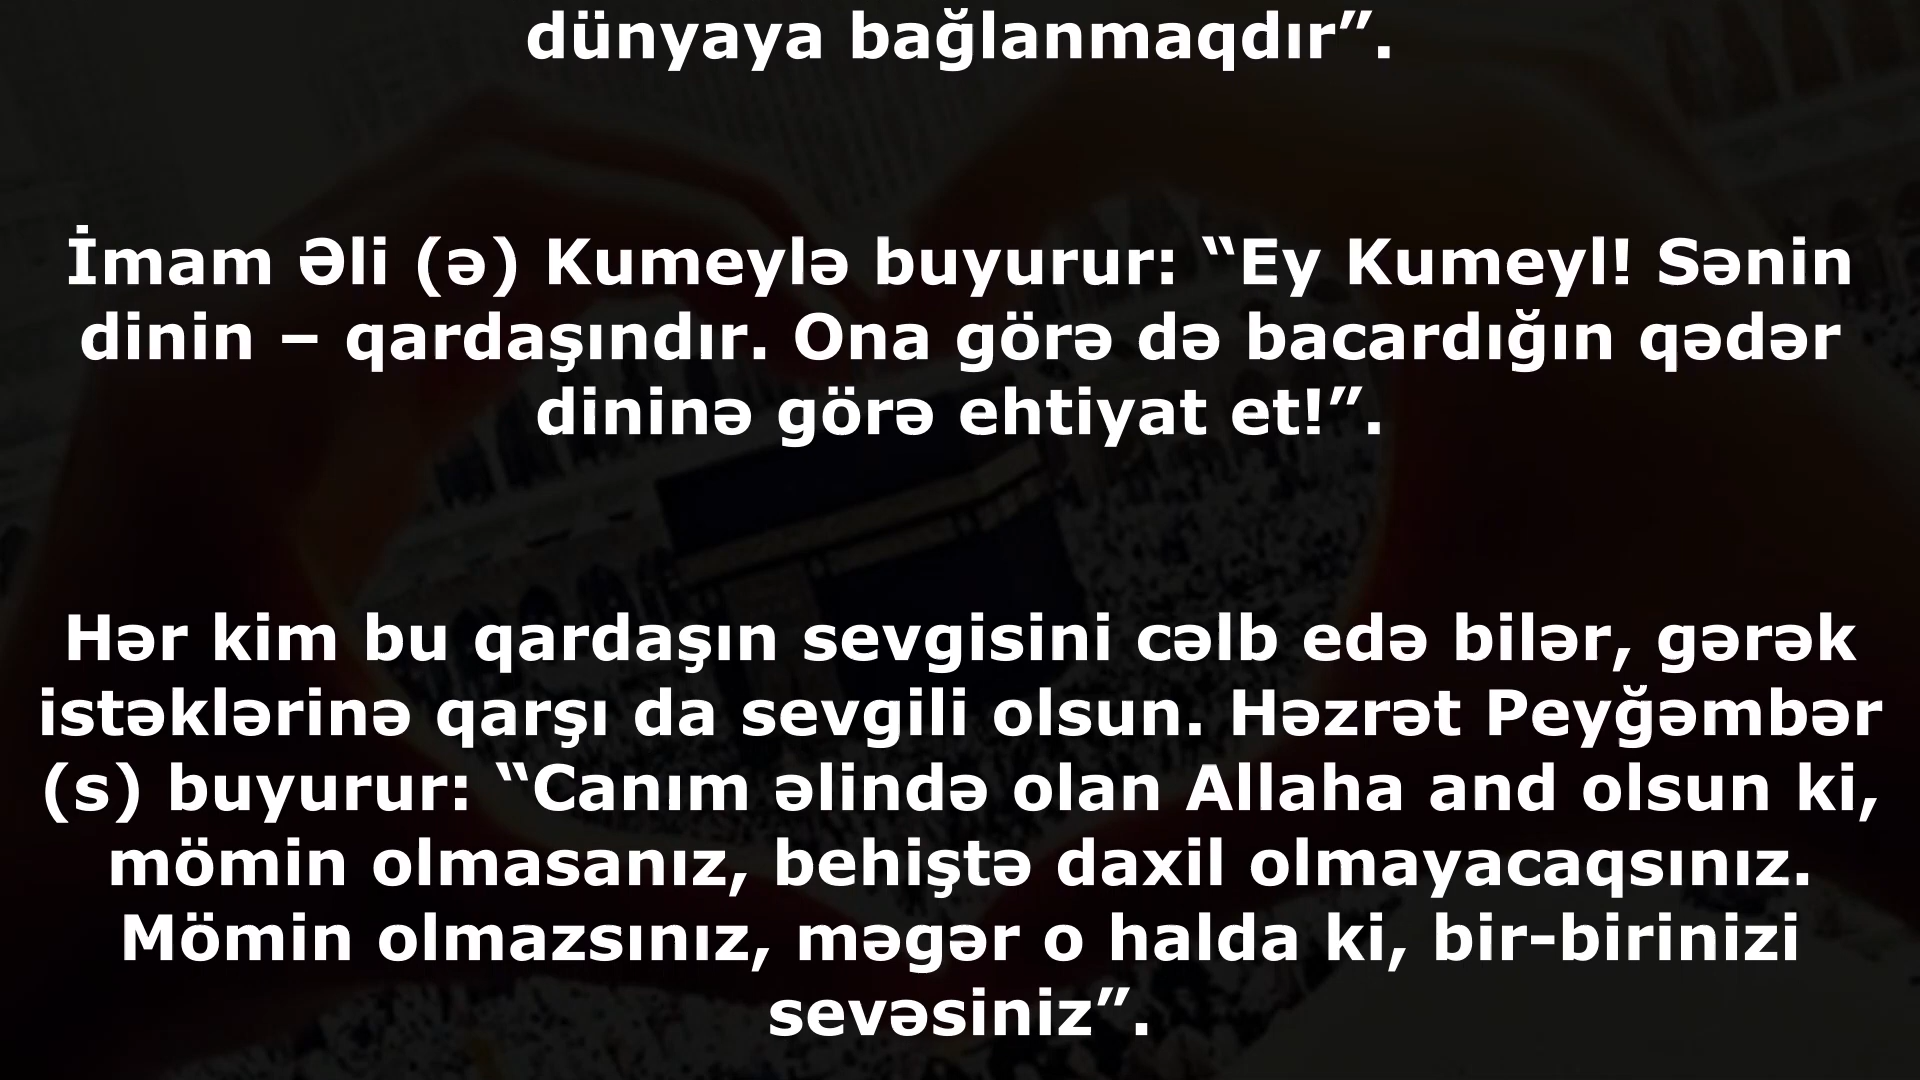 dünyaya bağlanmaqdır”.
İmam Əli (ə) Kumeylə buyurur: “Ey Kumeyl! Sənin
dinin – qardaşındır. Ona görə də bacardığın qədər
dininə görə ehtiyat et!”.
Hər kim bu qardaşın sevgisini cəlb edə bilər, gərək
istəklərinə qarşı da sevgili olsun. Həzrət Peyğəmbər
(s) buyurur: “Canım əlində olan Allaha and olsun ki,
mömin olmasanız, behiştə daxil olmayacaqsınız.
Mömin olmazsınız, məgər o halda ki, bir-birinizi
sevəsiniz”.